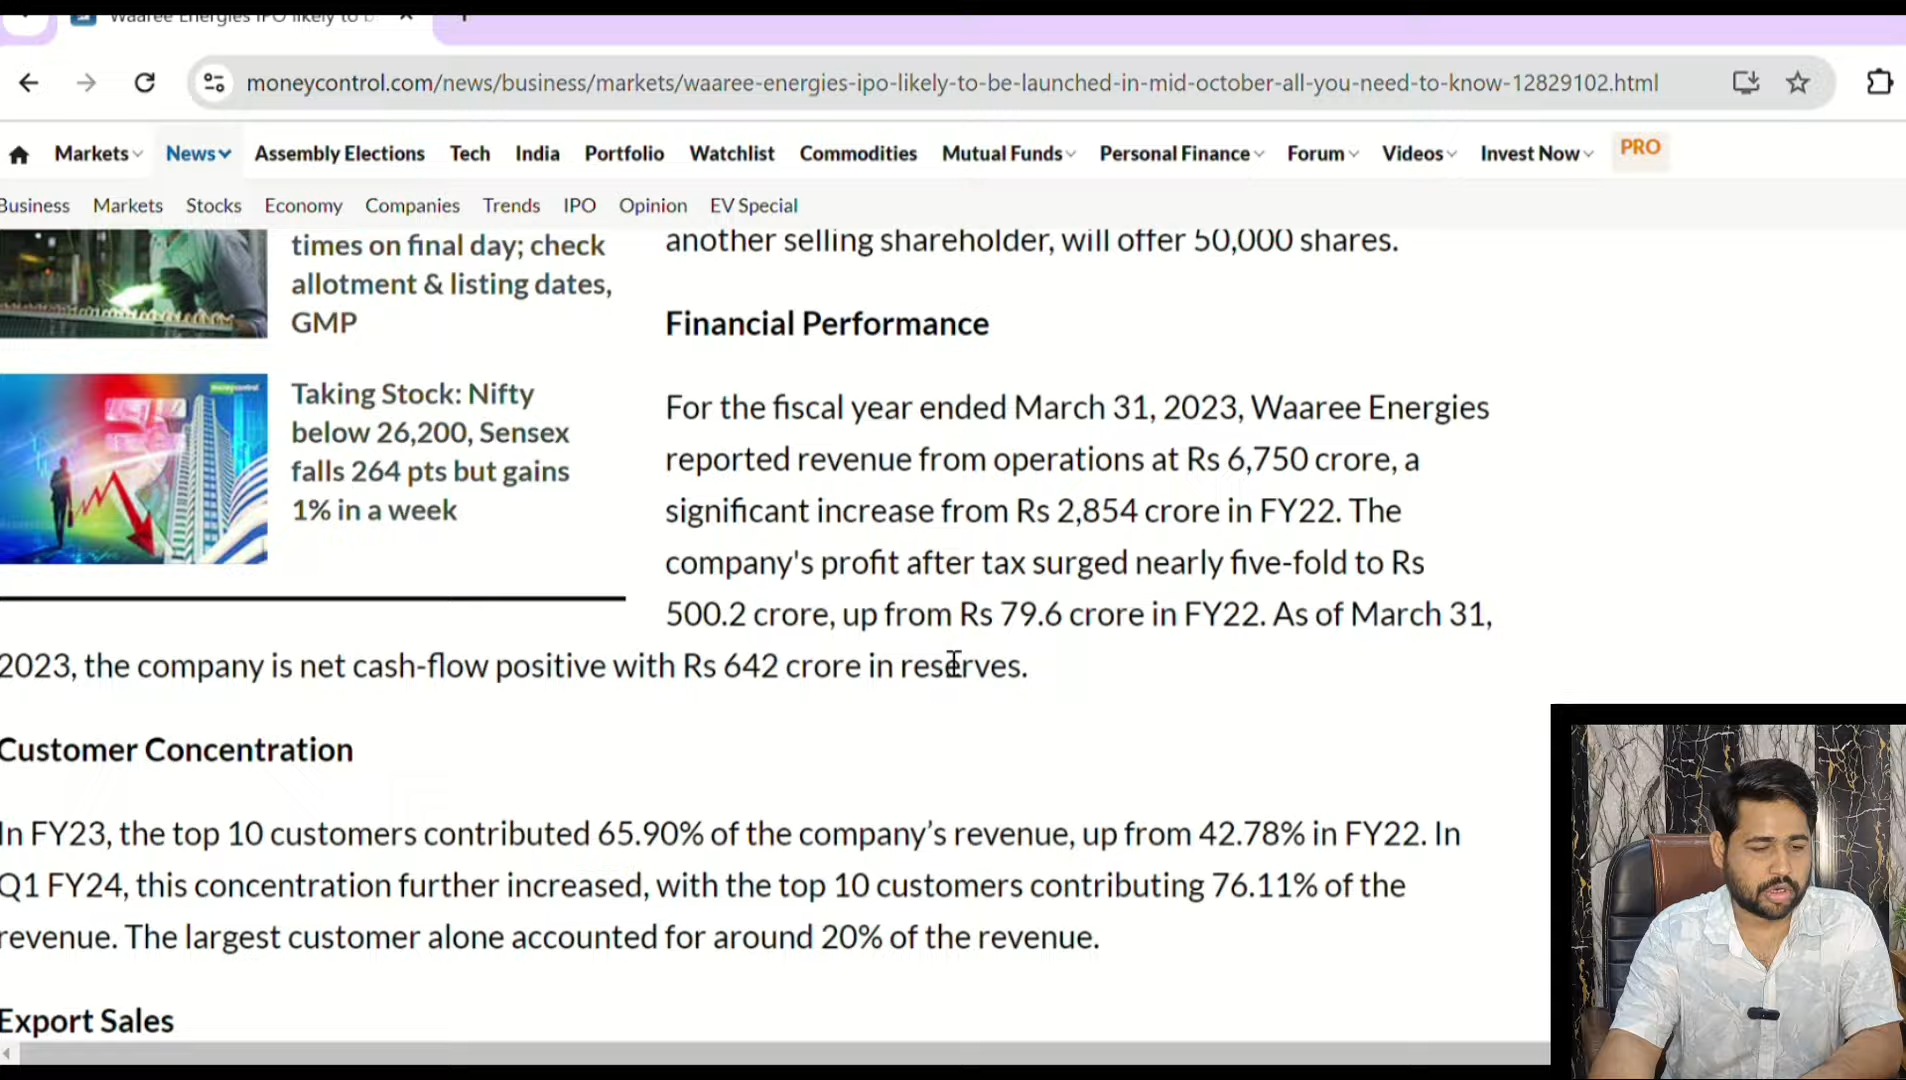 Waaree Energies IPO likely to b
moneycontrol.com/news/business/markets/waaree-energies-ipo-likely-to-be-launched-in-mid-october-all-you-need-to-know-12829102.html
Markets News Assembly Elections Tech India Portfolio Watchlist Commodities Mutual Funds Personal Finance Forum Videos Invest Now PRO
Business Markets Stocks Economy Companies Trends IPO Opinion EV Special
times on final day; check
allotment & listing dates,
GMP
Taking Stock: Nifty
below 26,200, Sensex
falls 264 pts but gains
1% in a week
moneycontrol
another selling shareholder, will offer 50,000 shares.
Financial Performance
For the fiscal year ended March 31, 2023, Waaree Energies
reported revenue from operations at Rs 6,750 crore, a
significant increase from Rs 2,854 crore in FY22. The
company's profit after tax surged nearly five-fold to Rs
500.2 crore, up from Rs 79.6 crore in FY22. As of March 31,
2023, the company is net cash-flow positive with Rs 642 crore in reserves.
Customer Concentration
In FY23, the top 10 customers contributed 65.90% of the company’s revenue, up from 42.78% in FY22. In
Q1 FY24, this concentration further increased, with the top 10 customers contributing 76.11% of the
revenue. The largest customer alone accounted for around 20% of the revenue.
Export Sales